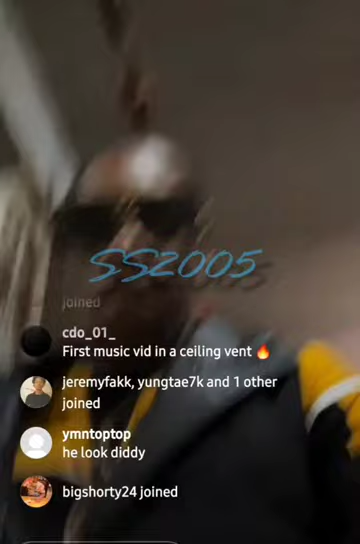 SS2005
joined
cdo_01_
First music vid in a ceiling vent 🔥
jeremyfakk, yungtae7k and 1 other
joined
ymntoptop
he look diddy
bigshorty24 joined